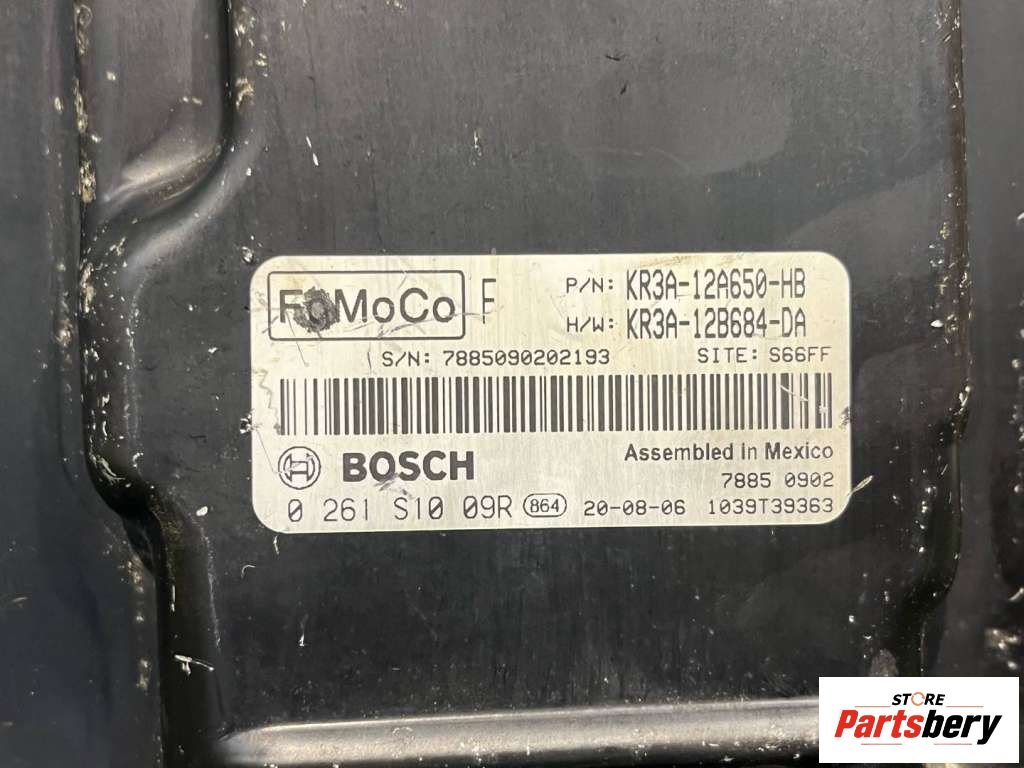 FoMoCo F P/N: KR3A-12A650-HB
H/W: KR3A-12B684-DA
S/N: 7885090202193 SITE: S66FF
Assembled in Mexico
BOSCH
7885 0902
0 261 S10 09R 864 20-08-06 1039T39363
STORE
Partsbery